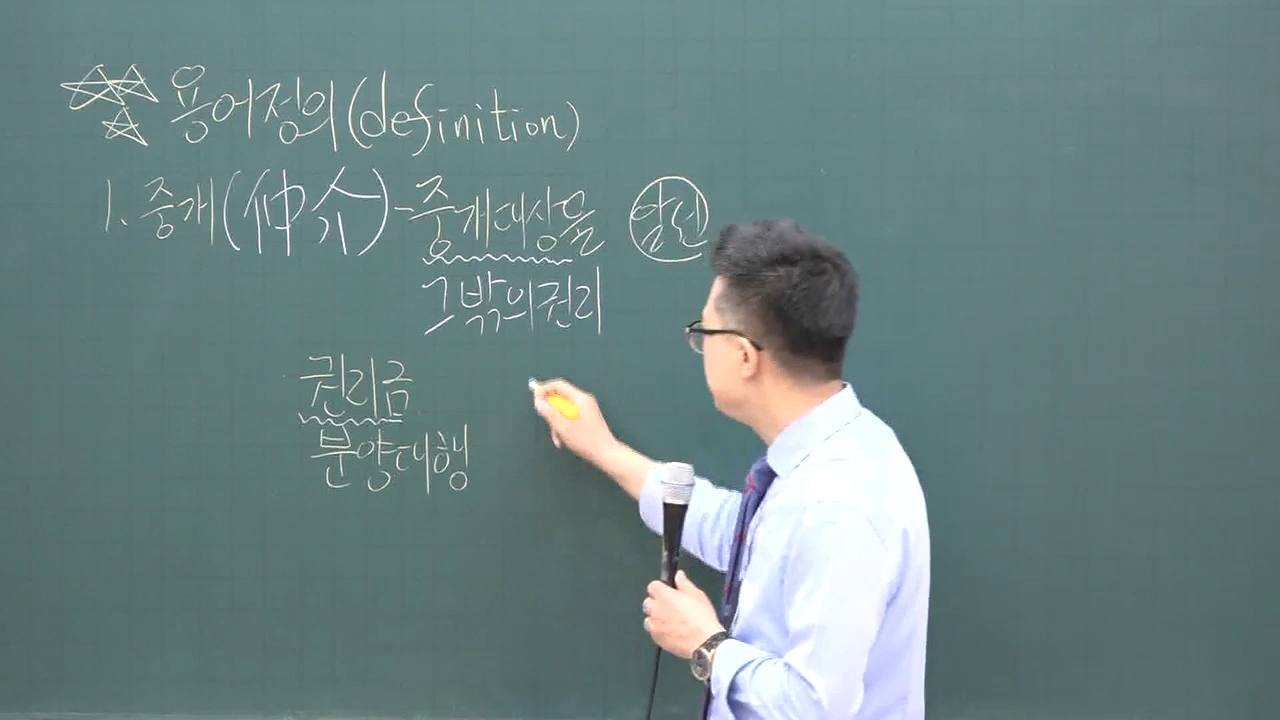 용어정의(definition)
1. 중개(仲介)-중개대상물 알선
그밖의권리
권리금
분양대행